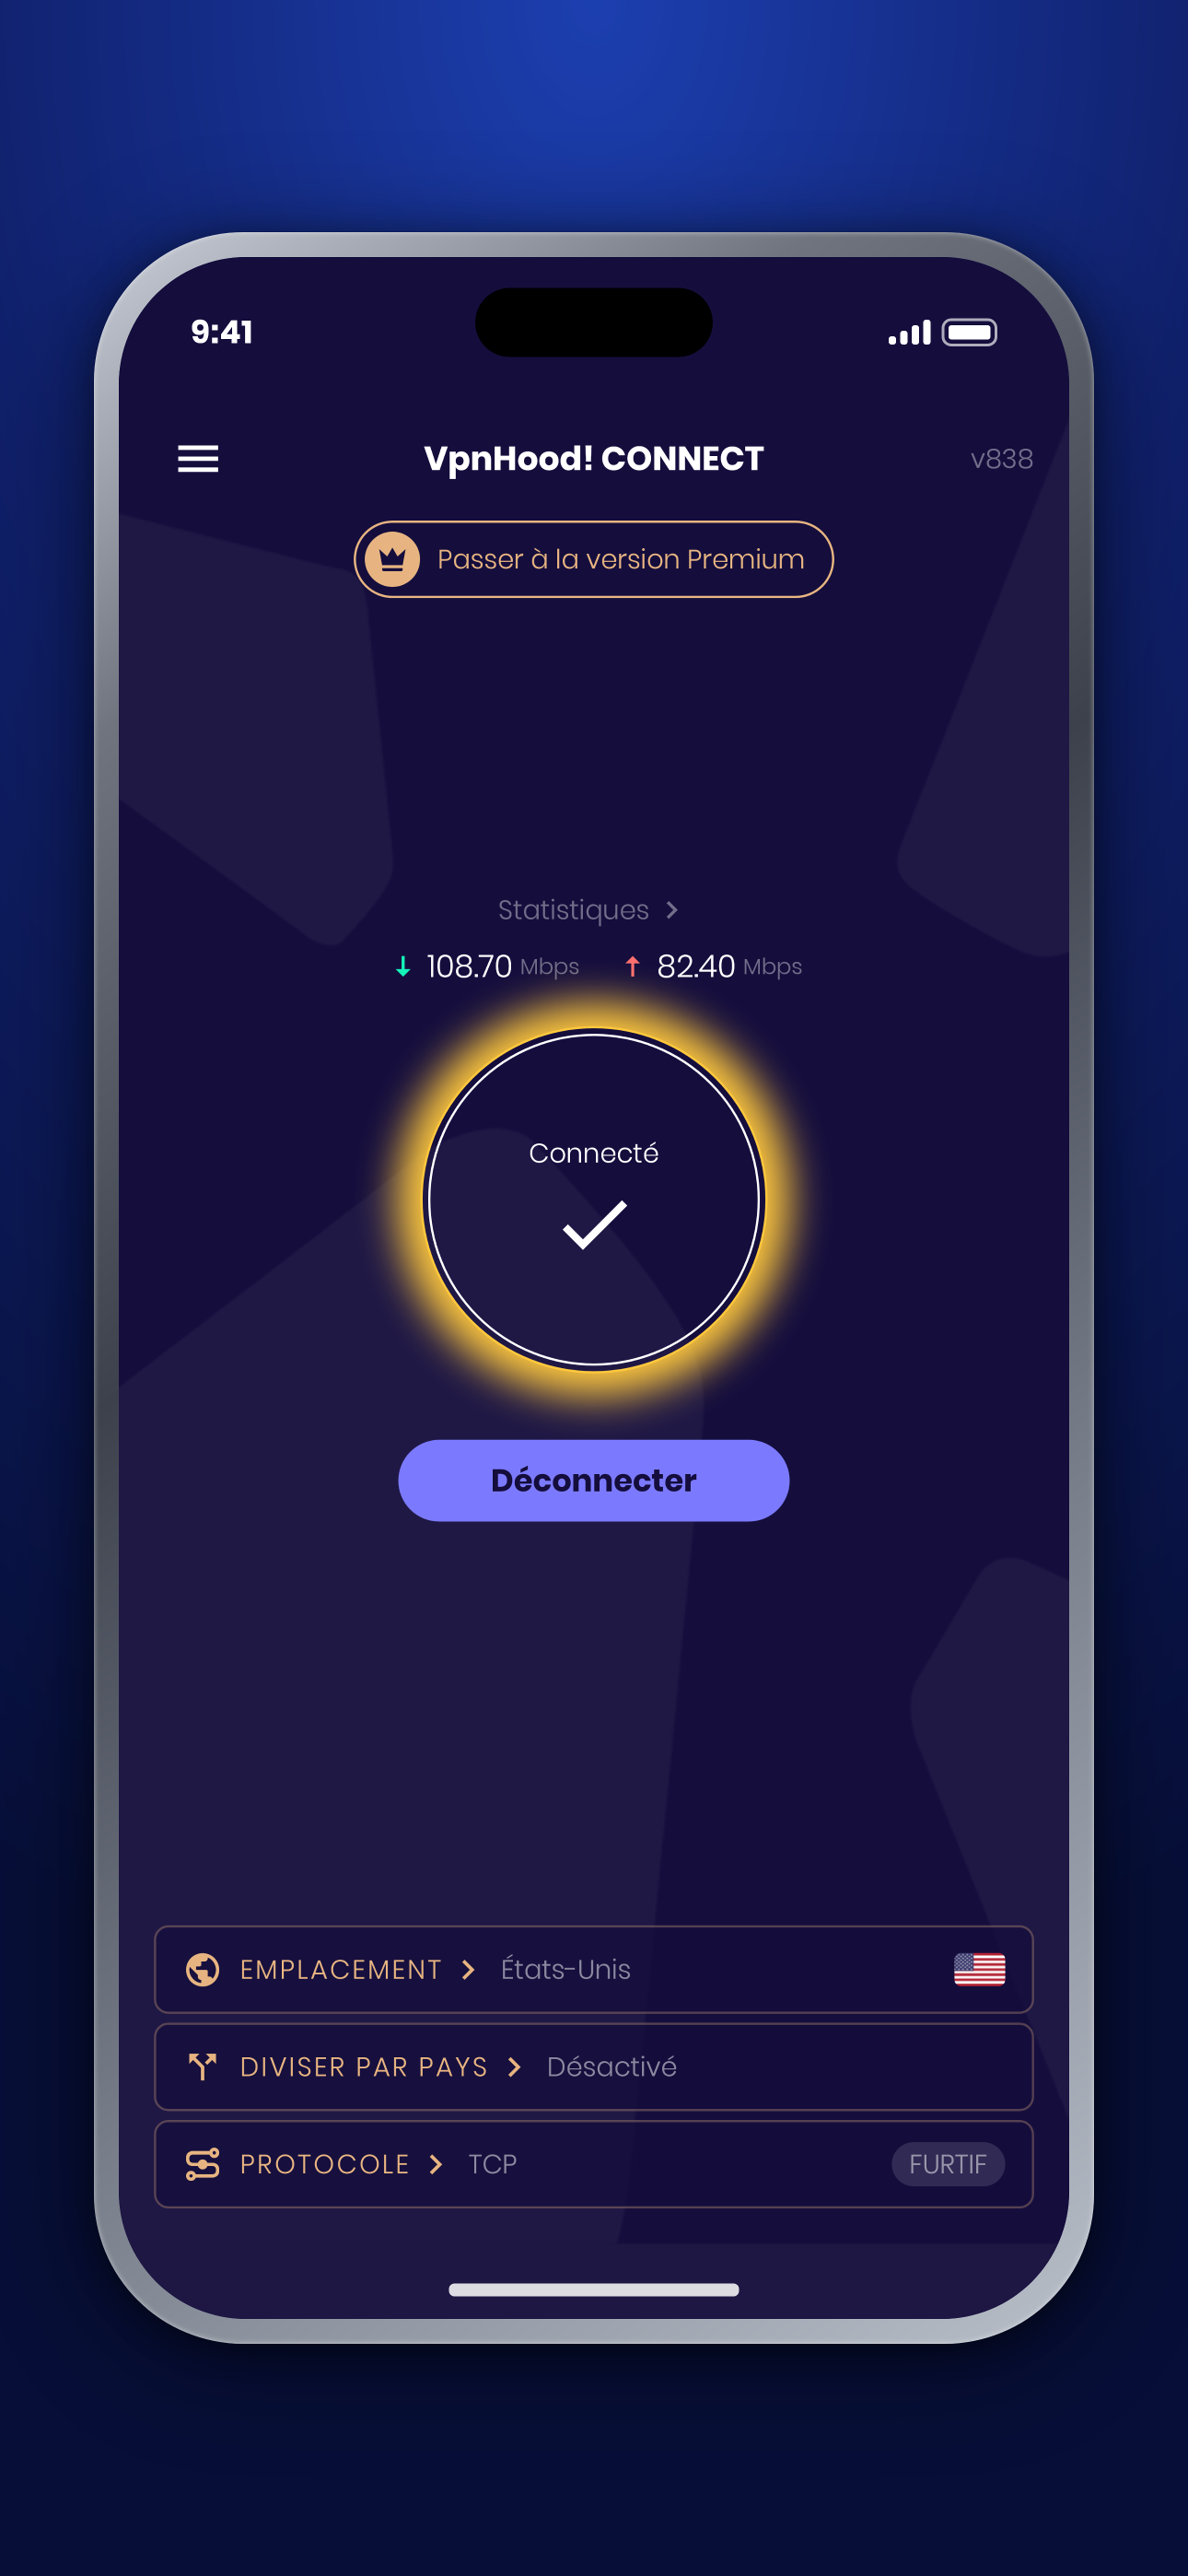 9:41
VpnHood! CONNECT
v838
Passer à la version Premium
Statistiques
108.70 Mbps 82.40 Mbps
Connecté
Déconnecter
EMPLACEMENT États-Unis
DIVISER PAR PAYS Désactivé
PROTOCOLE TCP FURTIF